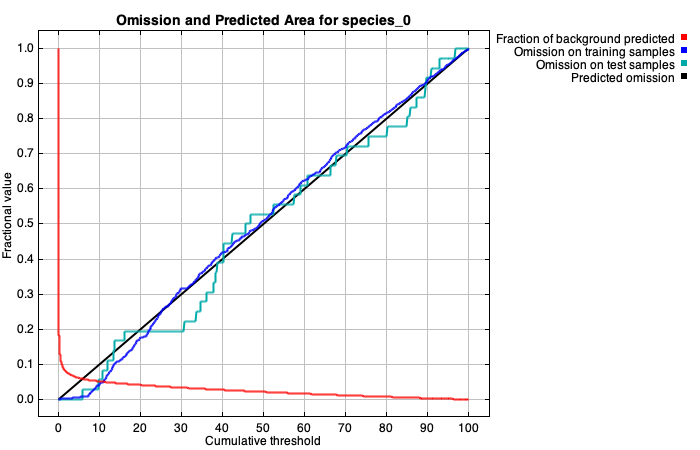 Omission and Predicted Area for species_0
Fraction of background predicted
Omission on training samples
Omission on test samples
Predicted omission
Fractional value
1.0
0.9
0.8
0.7
0.6
0.5
0.4
0.3
0.2
0.1
0.0
0 10 20 30 40 50 60 70 80 90 100
Cumulative threshold